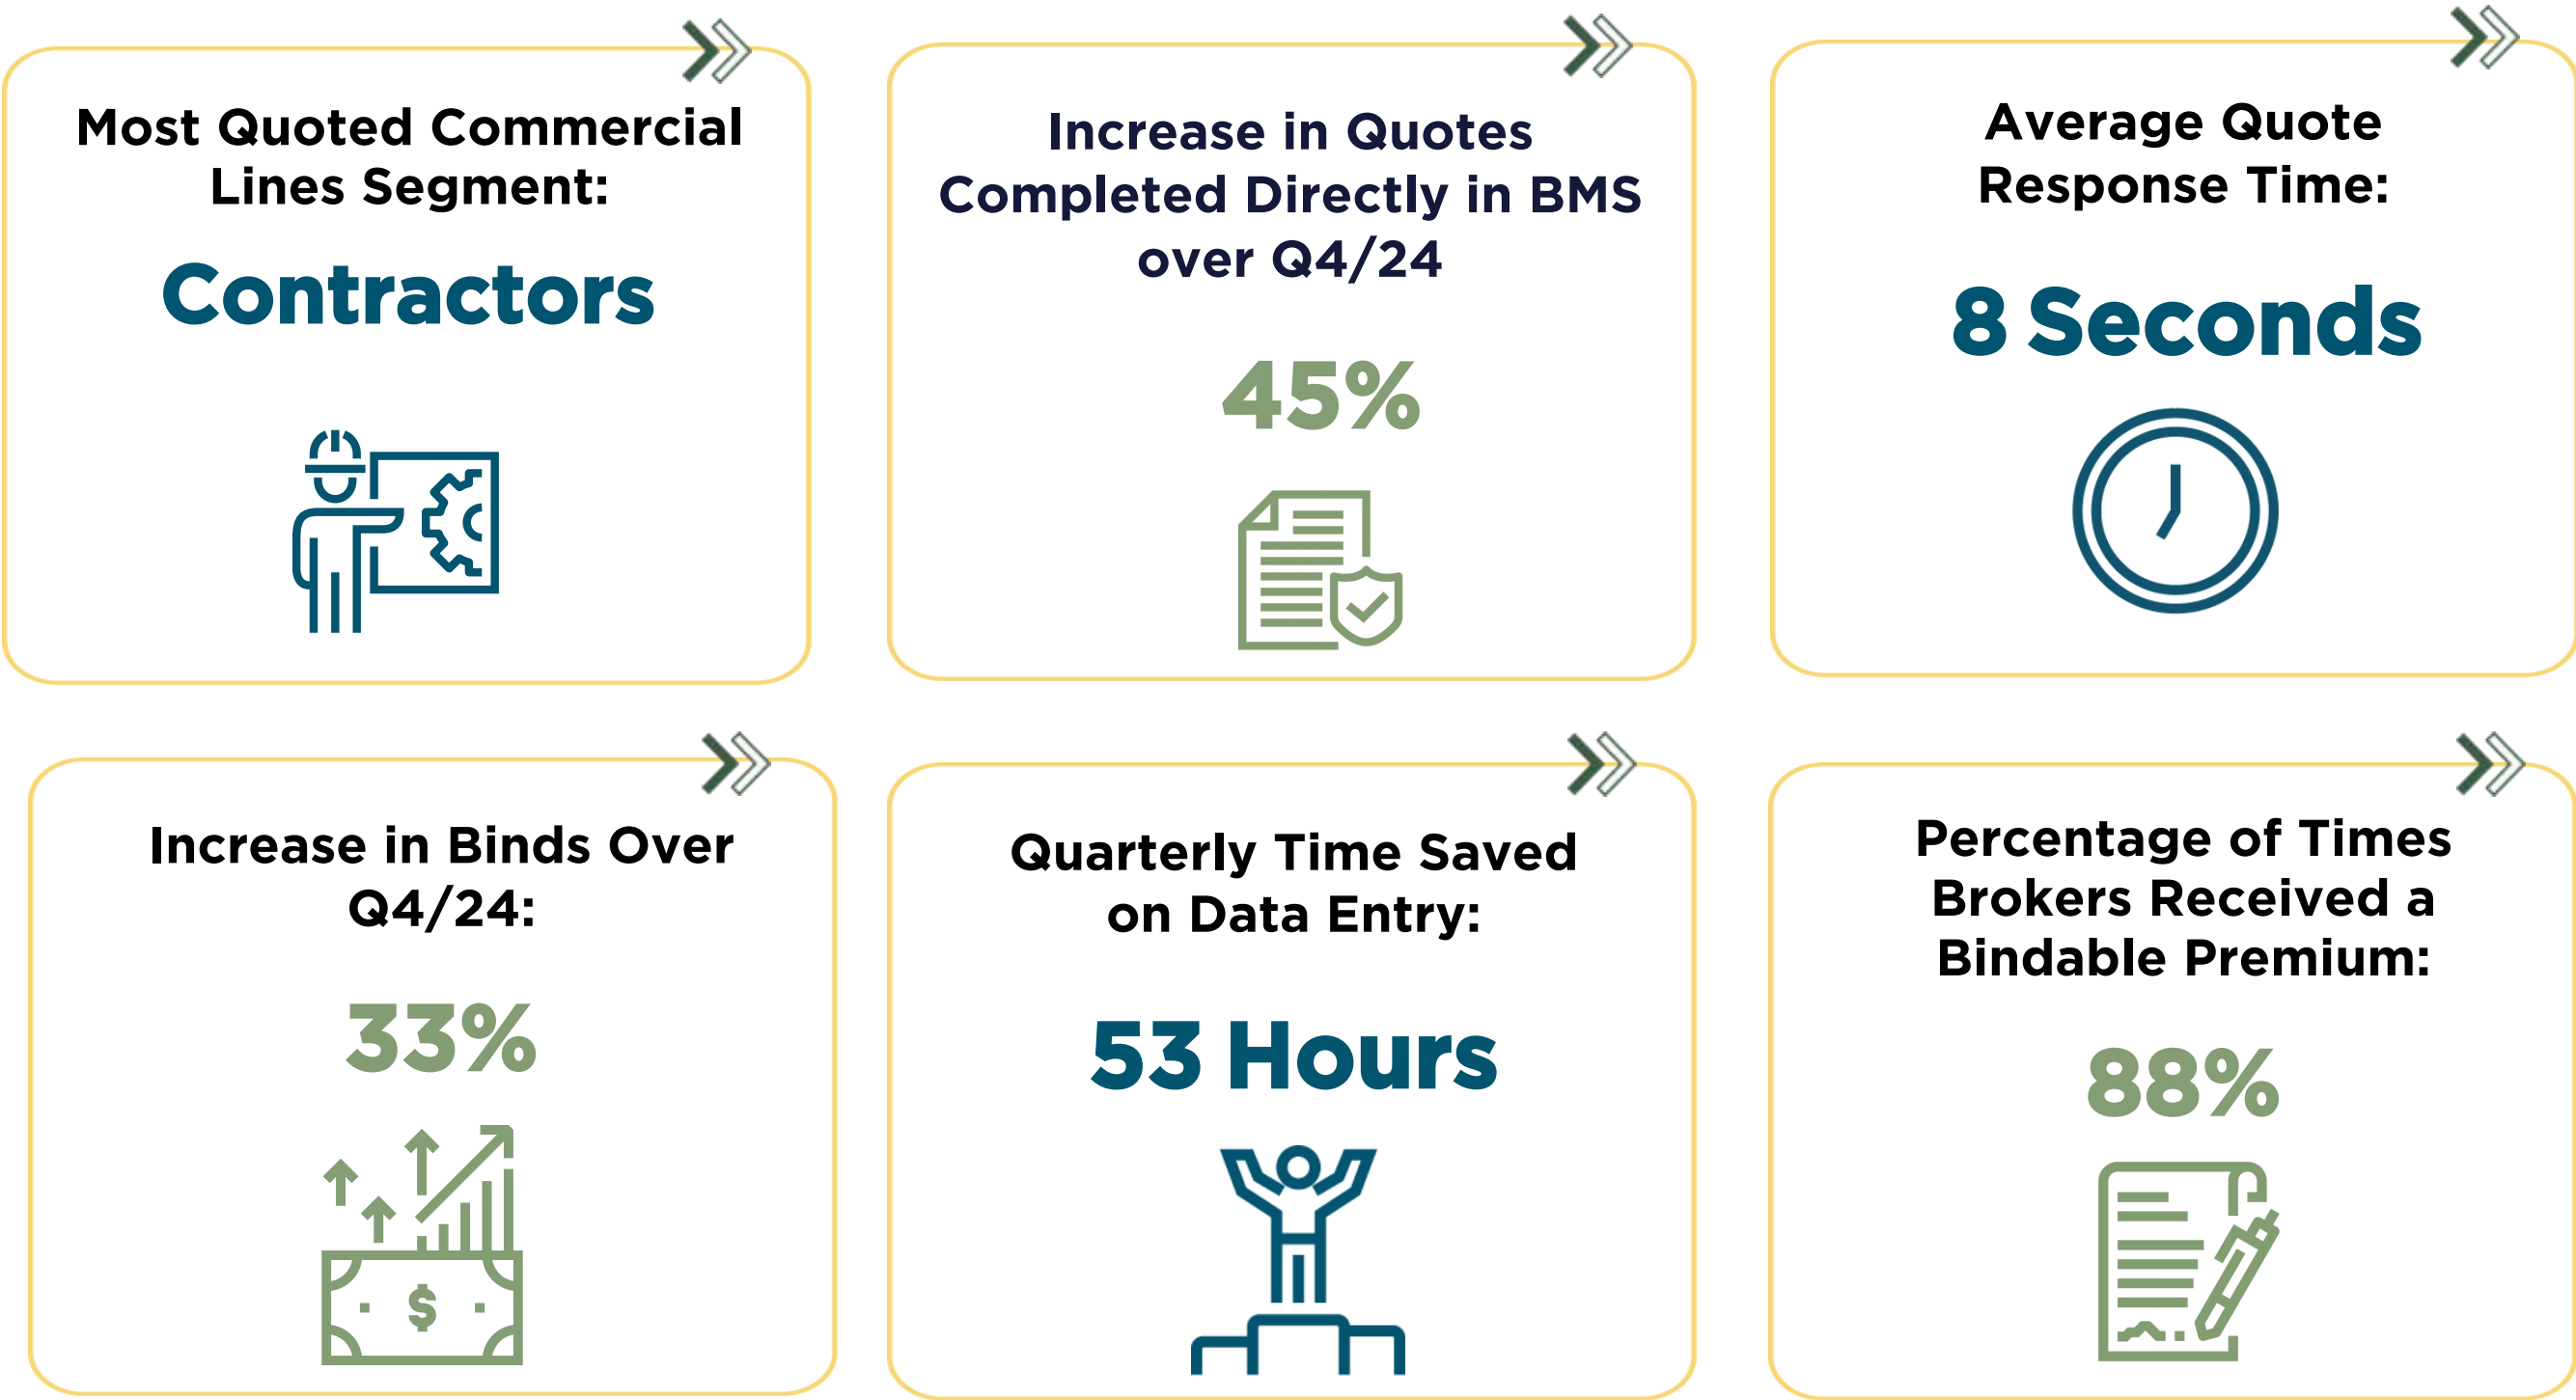 Most Quoted Commercial
Lines Segment:
Contractors
Increase in Quotes
Completed Directly in BMS
over Q4/24
45%
Average Quote
Response Time:
8 Seconds
Increase in Binds Over
Q4/24:
33%
$
Quarterly Time Saved
on Data Entry:
53 Hours
Percentage of Times
Brokers Received a
Bindable Premium:
88%